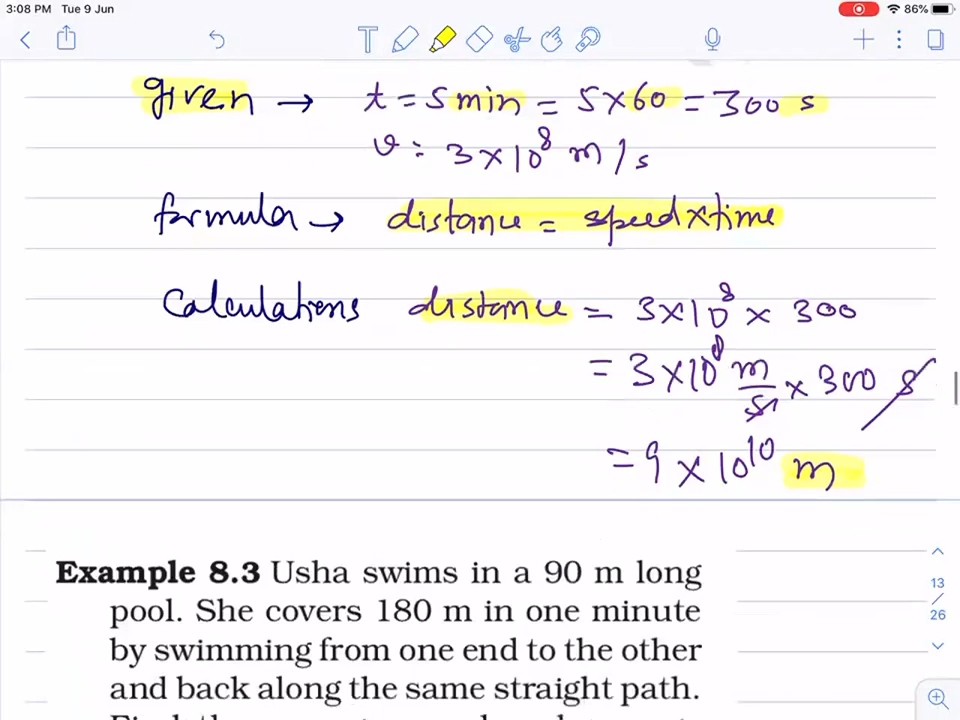 3:08 PM Tue 9 Jun 86%
given → t = 5 min = 5×60 = 300 s
v = 3×10⁸ m/s
formula → distance = speed×time
Calculations distance = 3×10⁸ × 300
= 3×10⁸ m/s × 300 s
= 9 × 10¹⁰ m
Example 8.3 Usha swims in a 90 m long
pool. She covers 180 m in one minute
by swimming from one end to the other
and back along the same straight path.
13
/
26